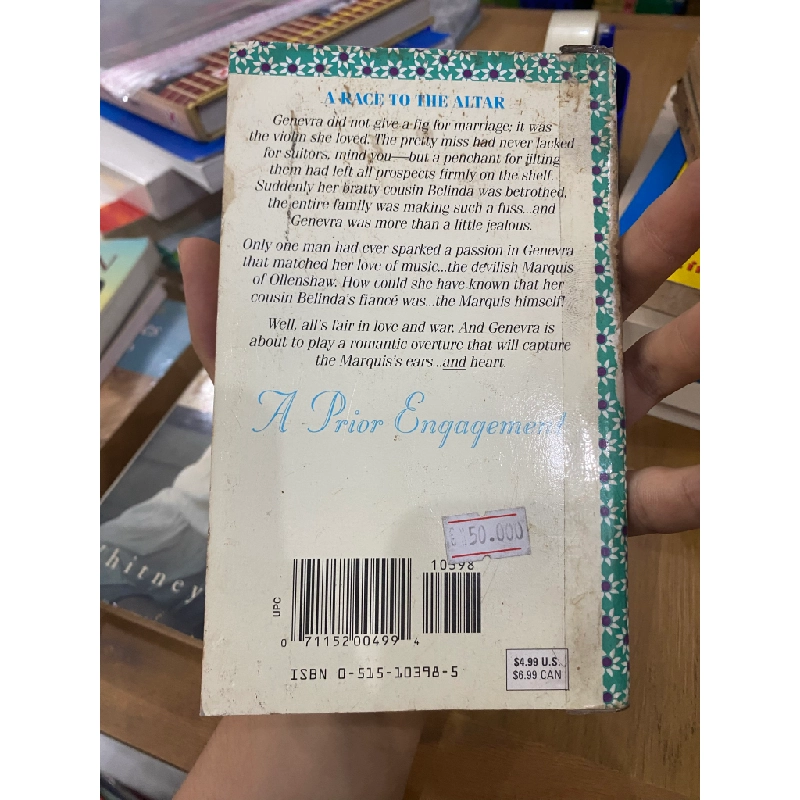 A RACE TO THE ALTAR
Genevra did not give a fig for marriage; it was
the violin she loved. The pretty miss had never lacked
for suitors, mind you—but a penchant for jilting
them had left all prospects firmly on the shelf.
Suddenly her bratty cousin Belinda was betrothed,
the entire family was making such a fuss...and
Genevra was more than a little jealous.
Only one man had ever sparked a passion in Genevra
that matched her love of music...the devilish Marquis
of Ollenshaw. How could she have known that her
cousin Belinda's fiancé was...the Marquis himself!
Well, all's fair in love and war. And Genevra is
about to play a romantic overture that will capture
the Marquis's ears...and heart.
A Prior Engagement
50.000
10398
UPC
0 71152 00499 4
ISBN 0-515-10398-5
$4.99 U.S.
$6.99 CAN
hitney